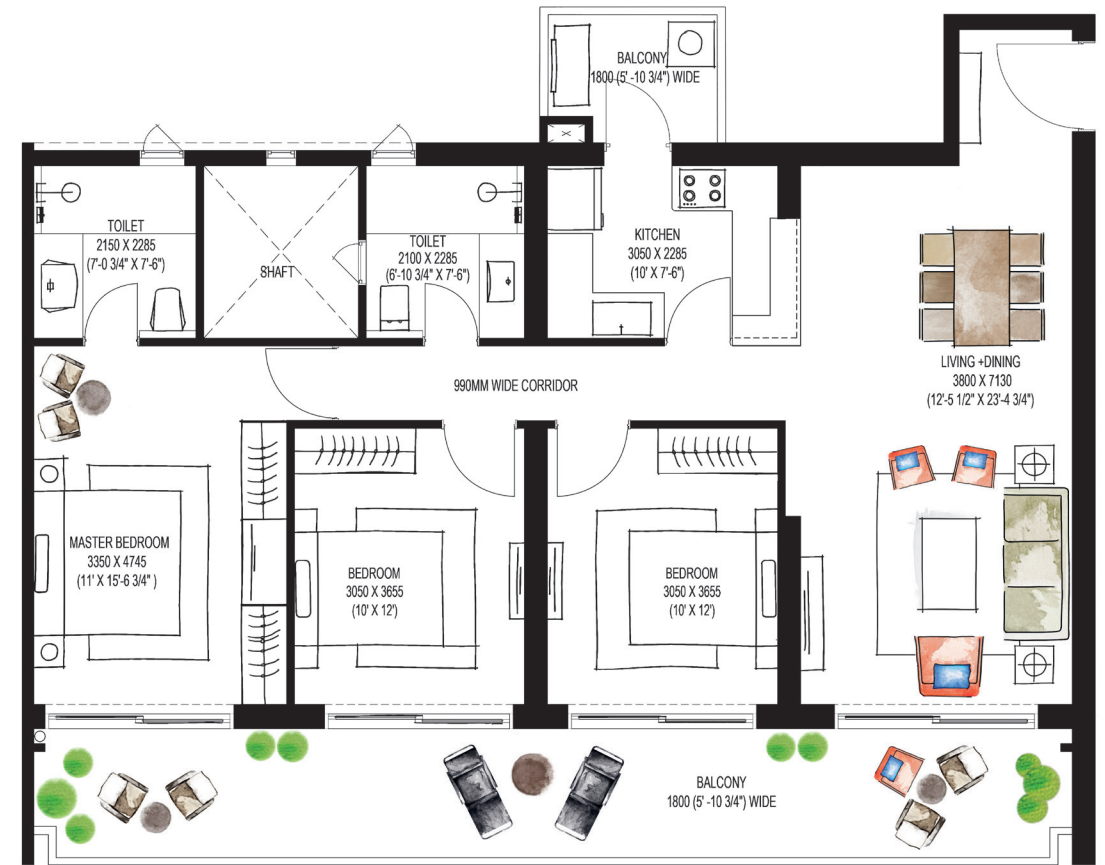 BALCONY
1800 (5' -10 3/4") WIDE
TOILET
2150 X 2285
(7'-0 3/4" X 7'-6")
SHAFT
TOILET
2100 X 2285
(6'-10 3/4" X 7'-6")
KITCHEN
3050 X 2285
(10' X 7'-6")
LIVING +DINING
3800 X 7130
(12'-5 1/2" X 23'-4 3/4")
990MM WIDE CORRIDOR
MASTER BEDROOM
3350 X 4745
(11' X 15'-6 3/4" )
BEDROOM
3050 X 3655
(10' X 12')
BEDROOM
3050 X 3655
(10' X 12')
BALCONY
1800 (5' -10 3/4") WIDE